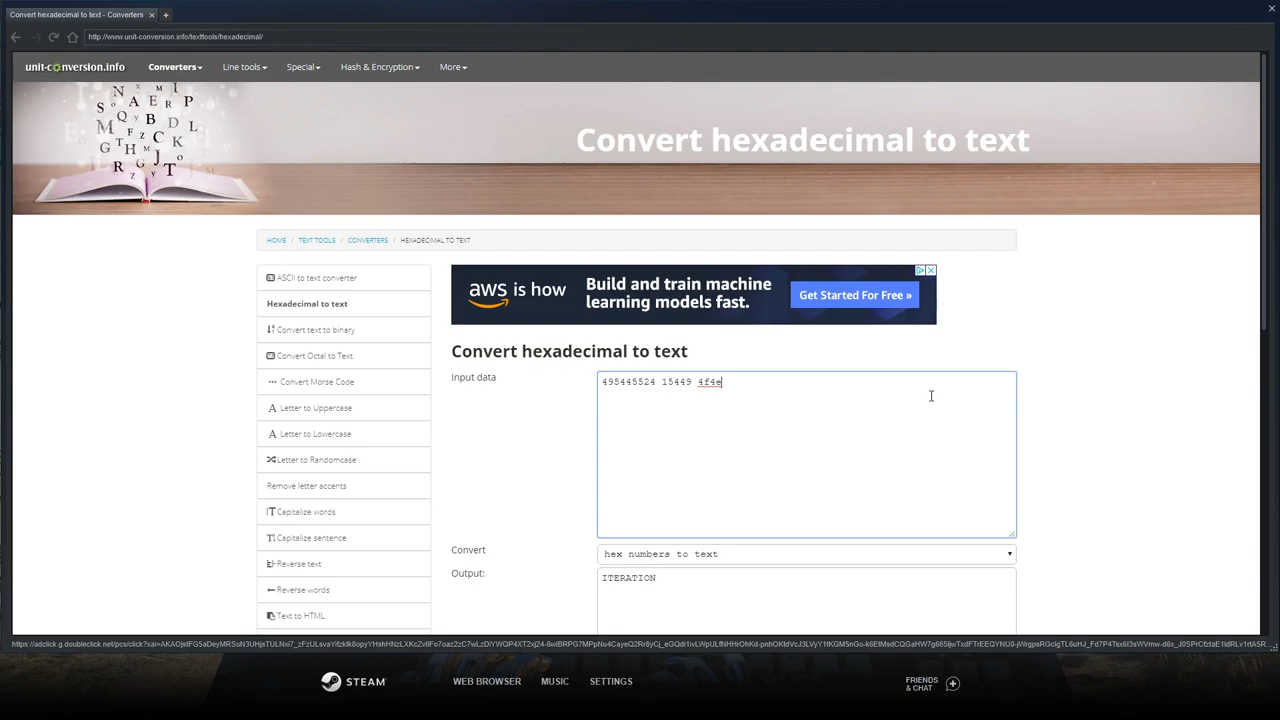 Convert hexadecimal to text - Converters
http://www.unit-conversion.info/texttools/hexadecimal/
unit-conversion.info Converters Line tools Special Hash & Encryption More
Convert hexadecimal to text
HOME / TEXT TOOLS / CONVERTERS / HEXADECIMAL TO TEXT
ASCII to text converter
Hexadecimal to text
Convert text to binary
Convert Octal to Text
Convert Morse Code
Letter to Uppercase
Letter to Lowercase
Letter to Randomcase
Remove letter accents
Capitalize words
Capitalize sentence
Reverse text
Reverse words
Text to HTML
aws is how
Build and train machine
learning models fast.
Get Started For Free »
Convert hexadecimal to text
Input data
495445524 15449 4f4e
Convert
hex numbers to text
Output:
ITERATION
STEAM
WEB BROWSER MUSIC SETTINGS
FRIENDS
& CHAT